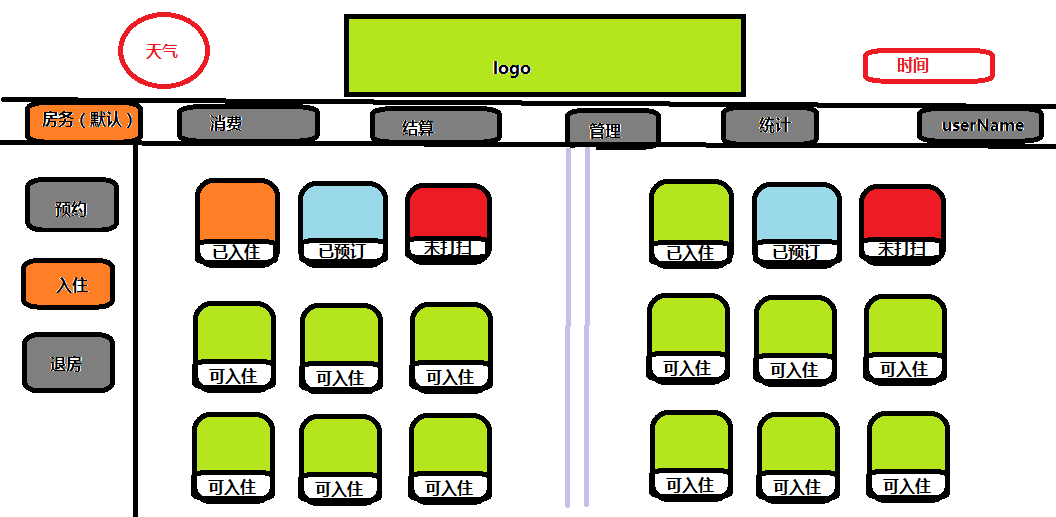 天气
logo
时间
房务（默认）
消费
结算
管理
统计
userName
预约
入住
退房
已入住
已预订
未打扫
已入住
已预订
未打扫
可入住
可入住
可入住
可入住
可入住
可入住
可入住
可入住
可入住
可入住
可入住
可入住